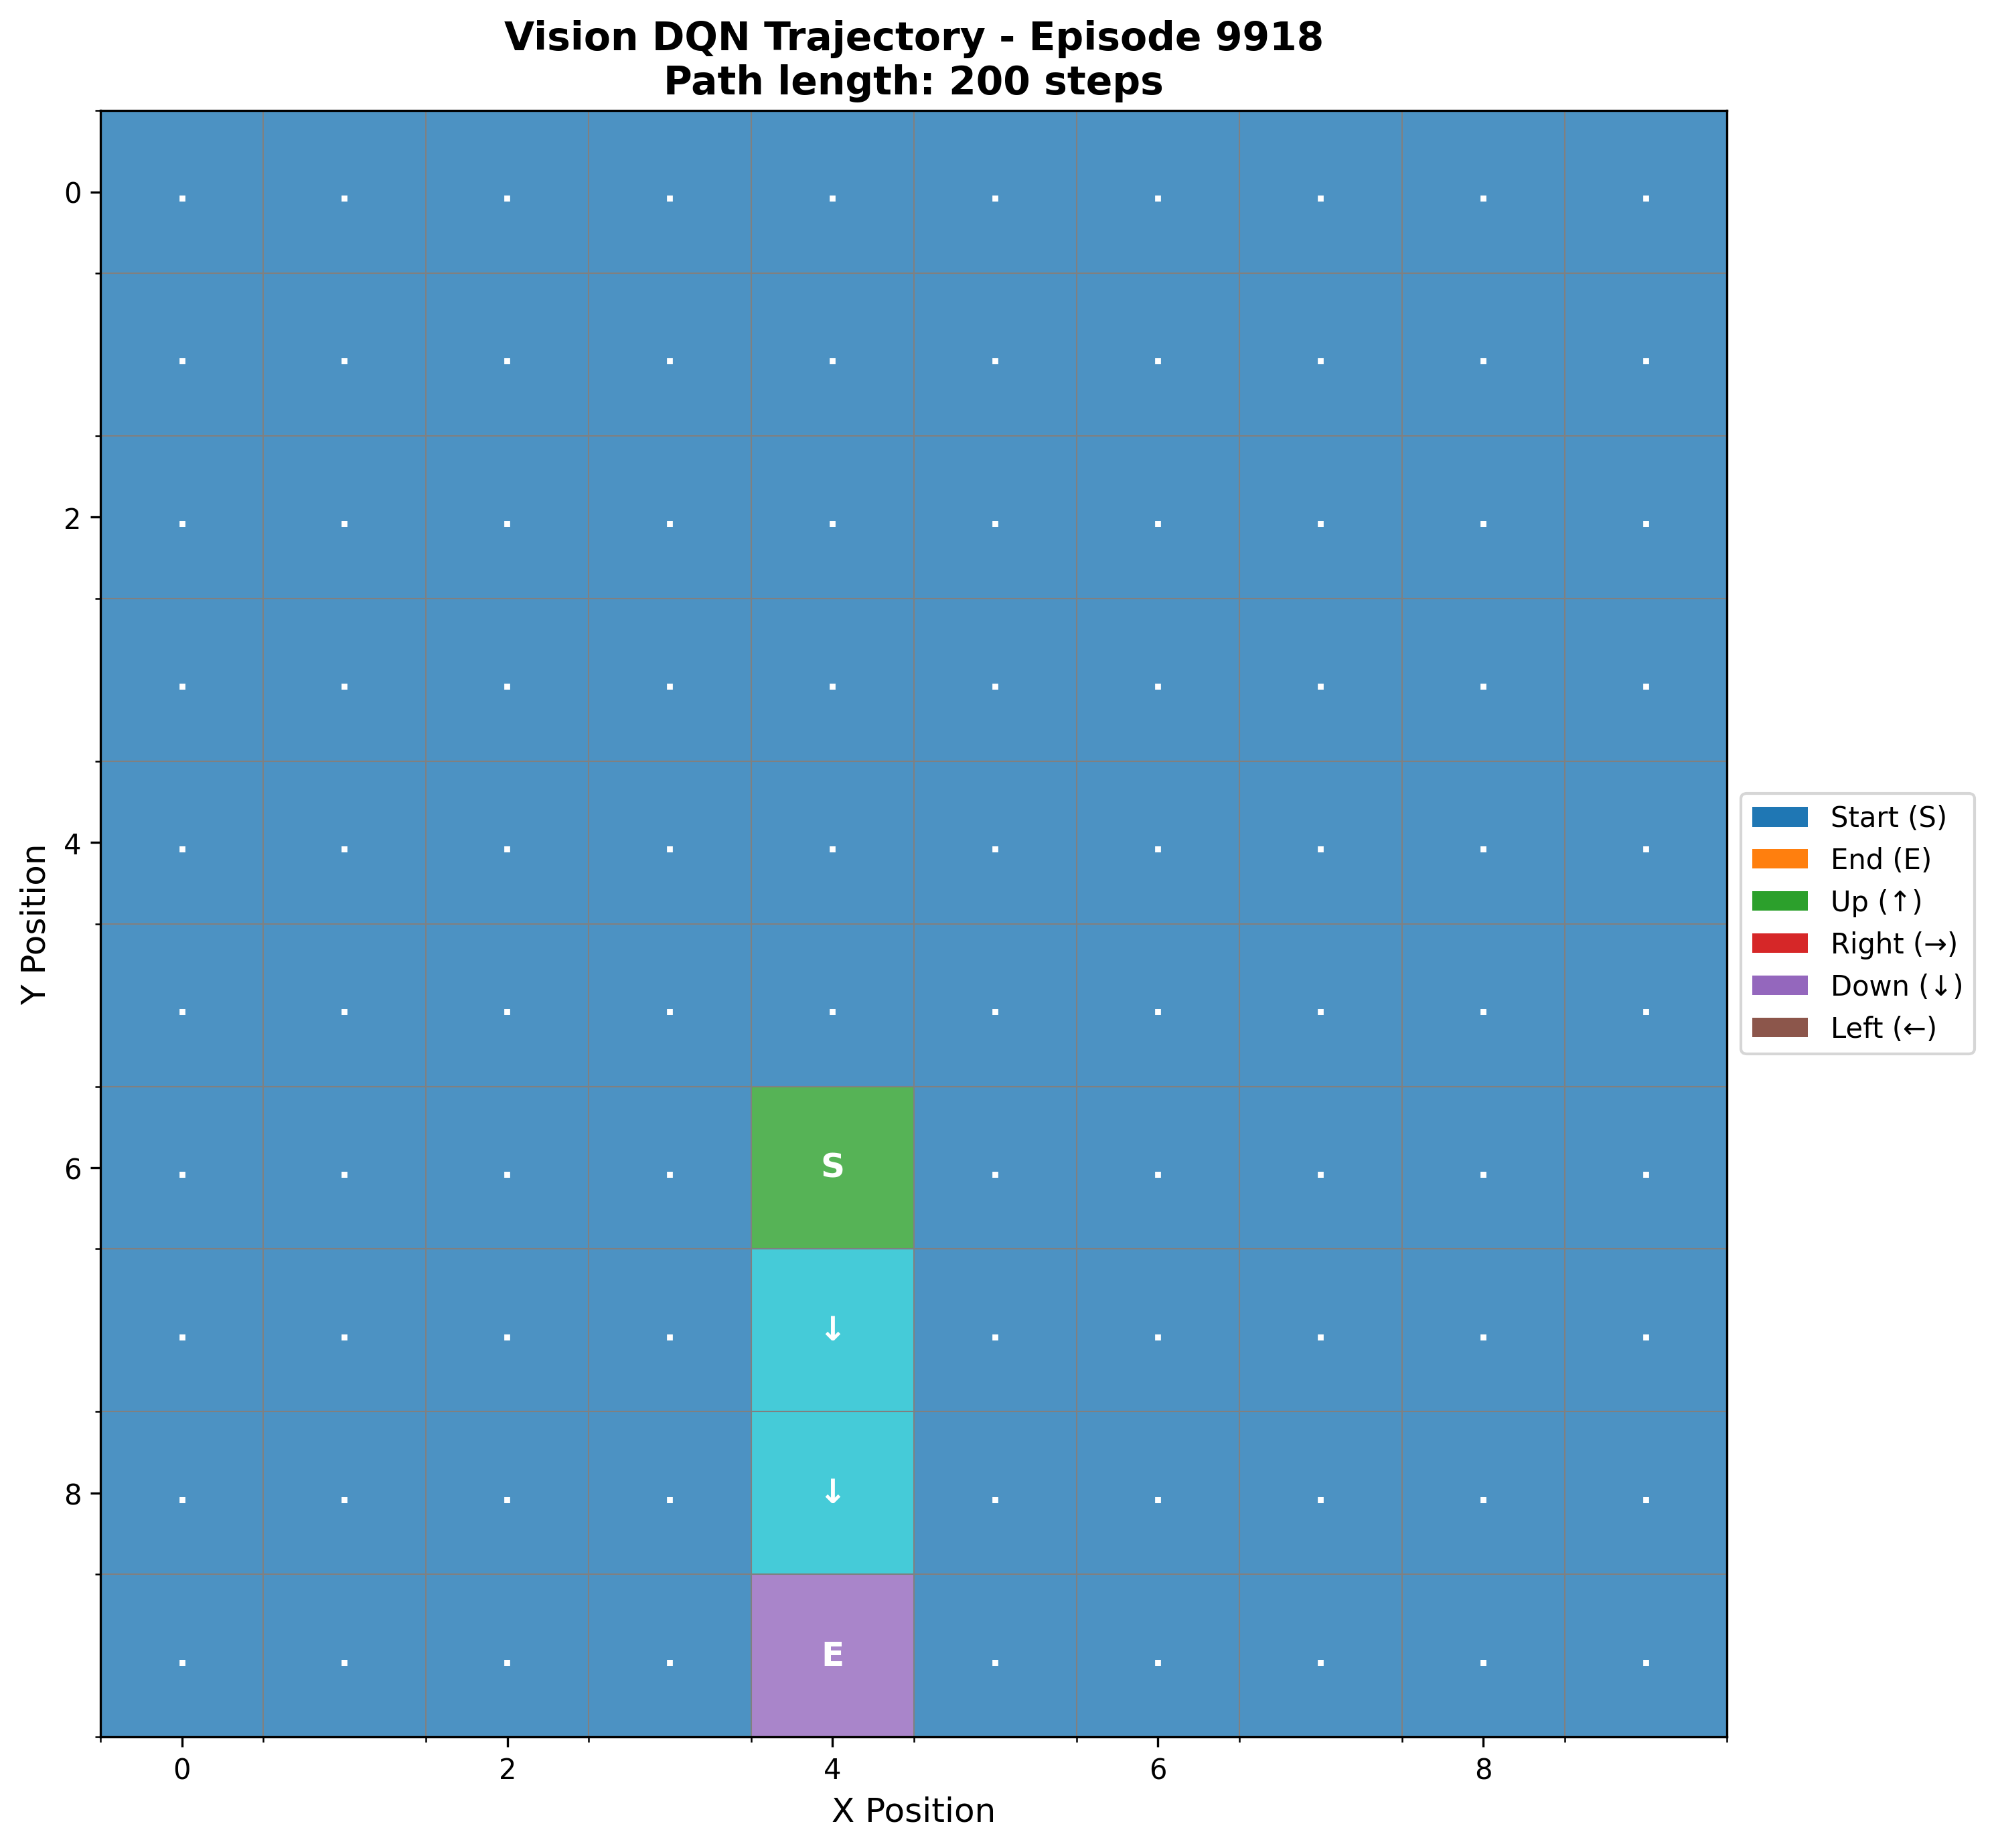 Vision DQN Trajectory - Episode 9918
Path length: 200 steps
0
2
4
6
8
Y Position
S
↓
↓
E
0 2 4 6 8
X Position
Start (S)
End (E)
Up (↑)
Right (→)
Down (↓)
Left (←)